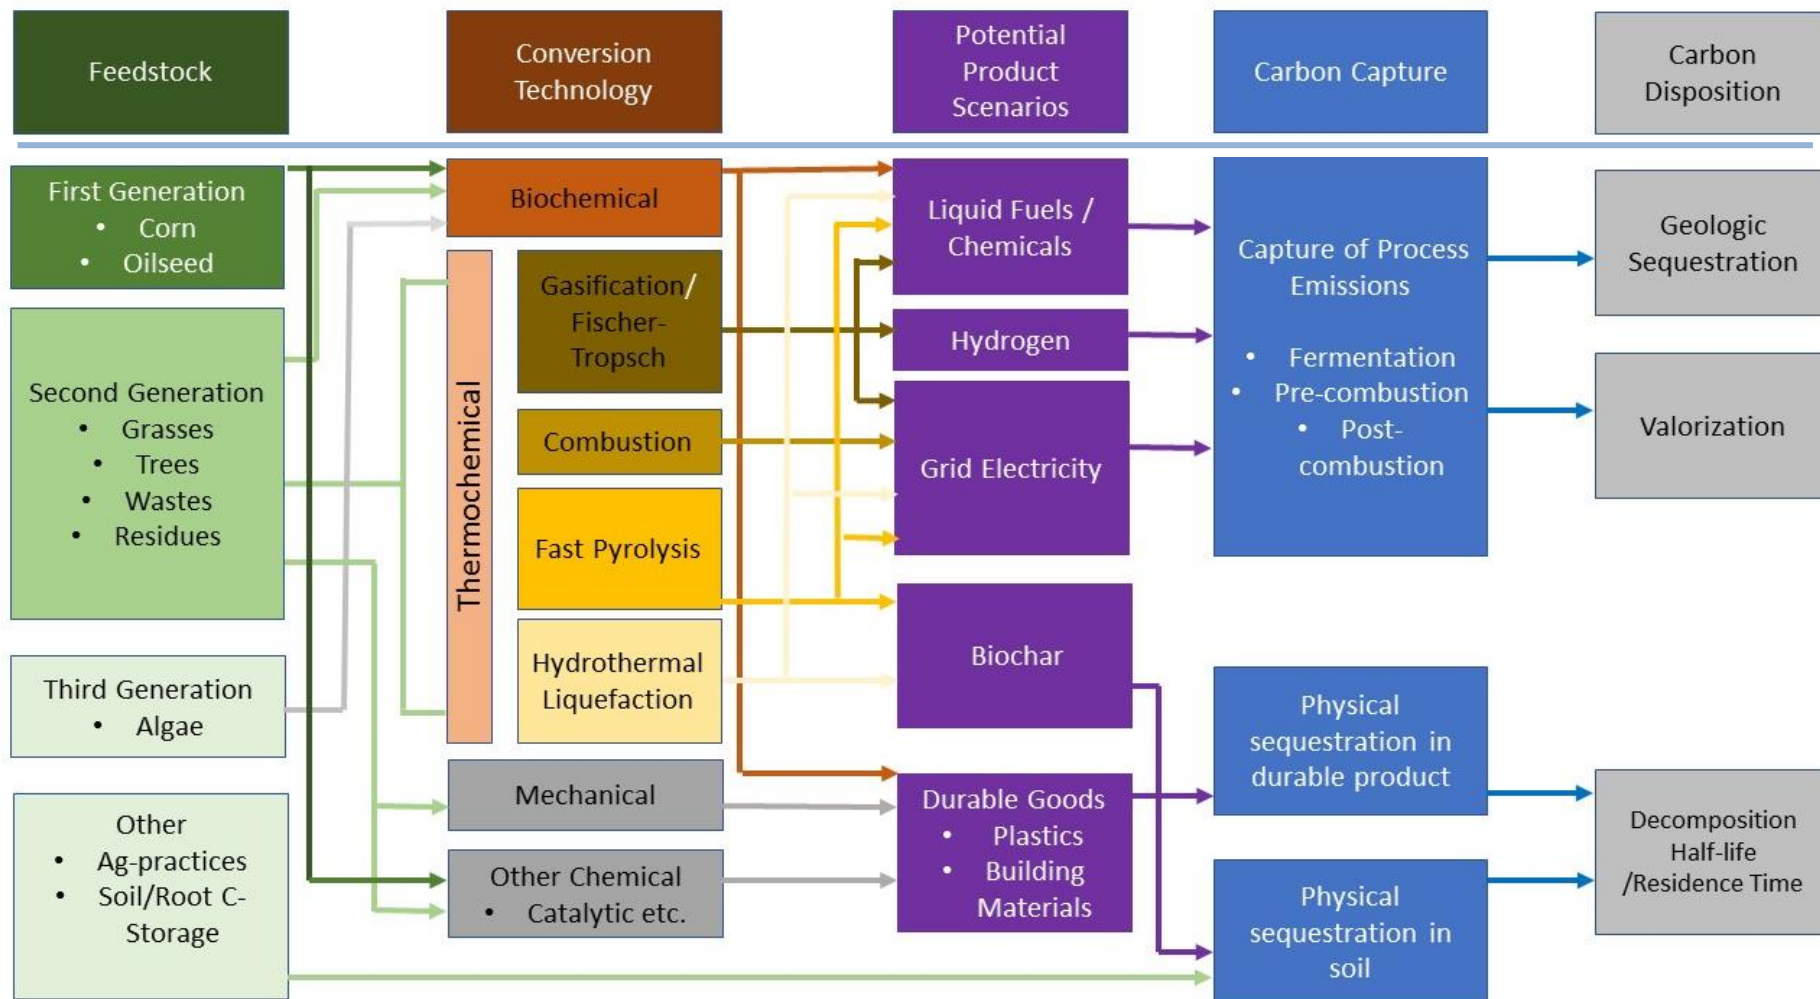 Feedstock
Conversion
Technology
Potential
Product
Scenarios
Carbon Capture
Carbon
Disposition
First Generation
• Corn
• Oilseed
Second Generation
• Grasses
• Trees
• Wastes
• Residues
Third Generation
• Algae
Other
• Ag-practices
• Soil/Root C-
Storage
Biochemical
Thermochemical
Gasification/
Fischer-
Tropsch
Combustion
Fast Pyrolysis
Hydrothermal
Liquefaction
Mechanical
Other Chemical
• Catalytic etc.
Liquid Fuels /
Chemicals
Hydrogen
Grid Electricity
Biochar
Durable Goods
• Plastics
• Building
Materials
Capture of Process
Emissions
• Fermentation
• Pre-combustion
• Post-
combustion
Physical
sequestration in
durable product
Physical
sequestration in
soil
Geologic
Sequestration
Valorization
Decomposition
Half-life
/Residence Time